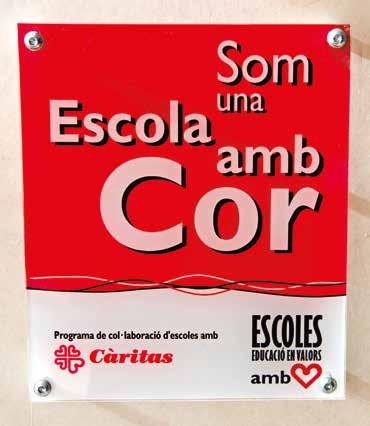 Som
una
Escola
amb
Cor
Programa de col·laboració d'escoles amb
Càritas
ESCOLES
EDUCACIÓ EN VALORS
amb